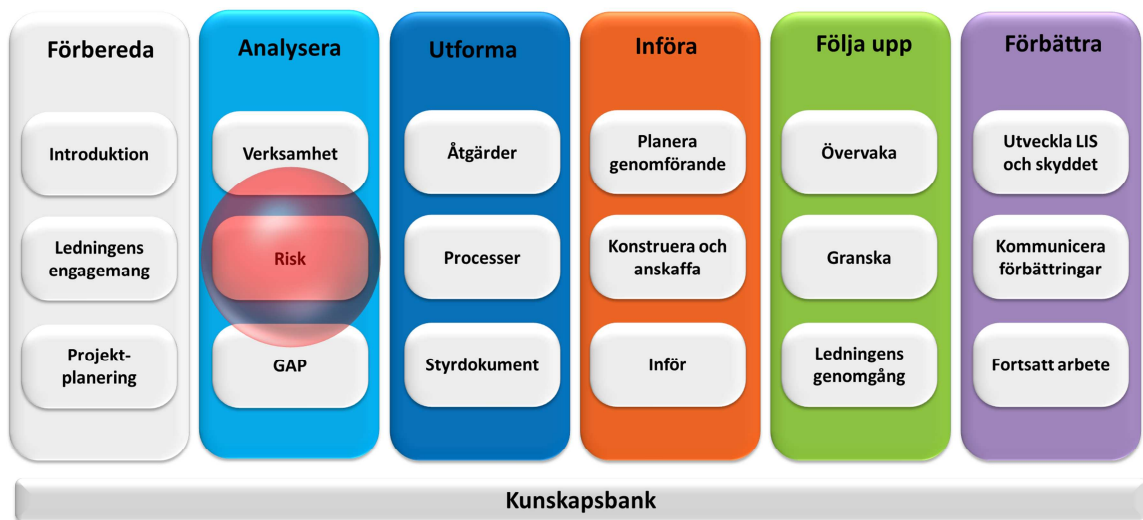 Förbereda
Introduktion
Ledningens
engagemang
Projekt-
planering
Analysera
Verksamhet
Risk
GAP
Utforma
Åtgärder
Processer
Styrdokument
Införa
Planera
genomförande
Konstruera och
anskaffa
Inför
Följa upp
Övervaka
Granska
Ledningens
genomgång
Förbättra
Utveckla LIS
och skyddet
Kommunicera
förbättringar
Fortsatt arbete
Kunskapsbank